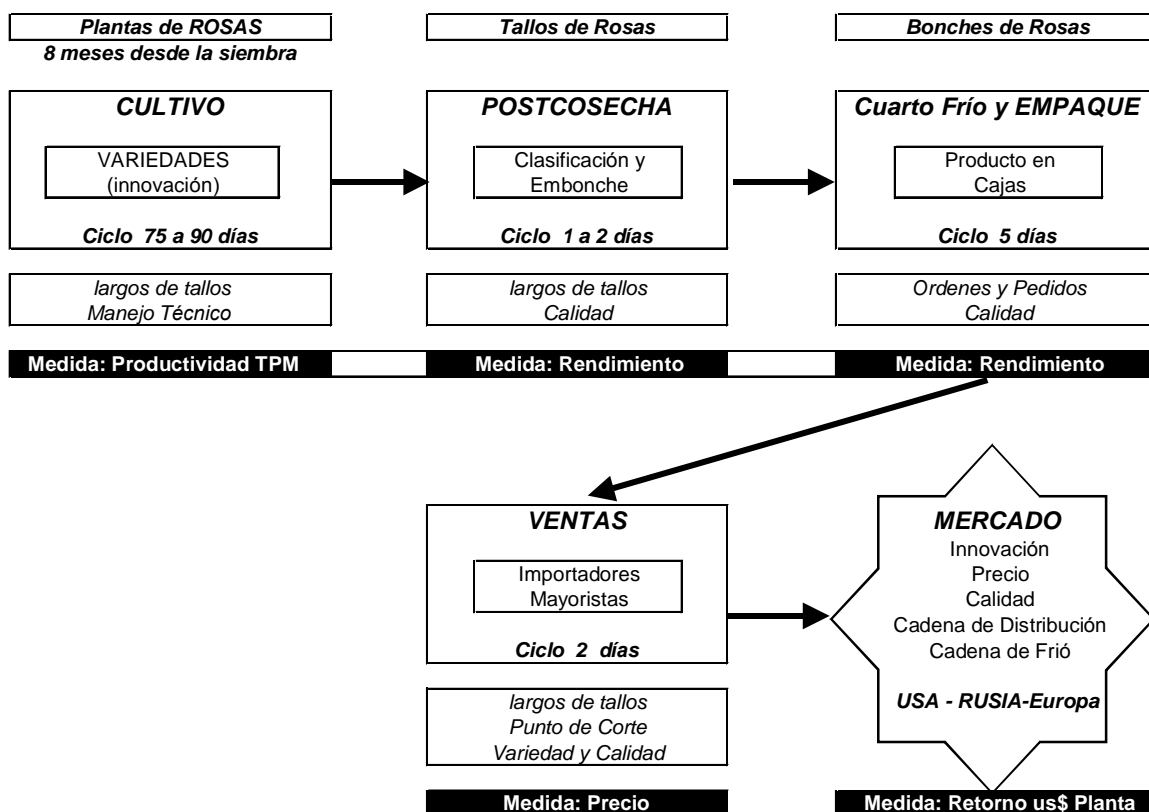 Plantas de ROSAS
8 meses desde la siembra
CULTIVO
VARIEDADES
(innovación)
Ciclo 75 a 90 días
largos de tallos
Manejo Técnico
Medida: Productividad TPM
Tallos de Rosas
POSTCOSECHA
Clasificación y
Embonche
Ciclo 1 a 2 días
largos de tallos
Calidad
Medida: Rendimiento
Bonches de Rosas
Cuarto Frío y EMPAQUE
Producto en
Cajas
Ciclo 5 días
Ordenes y Pedidos
Calidad
Medida: Rendimiento
VENTAS
Importadores
Mayoristas
Ciclo 2 días
largos de tallos
Punto de Corte
Variedad y Calidad
Medida: Precio
MERCADO
Innovación
Precio
Calidad
Cadena de Distribución
Cadena de Frió
USA - RUSIA-Europa
Medida: Retorno us$ Planta